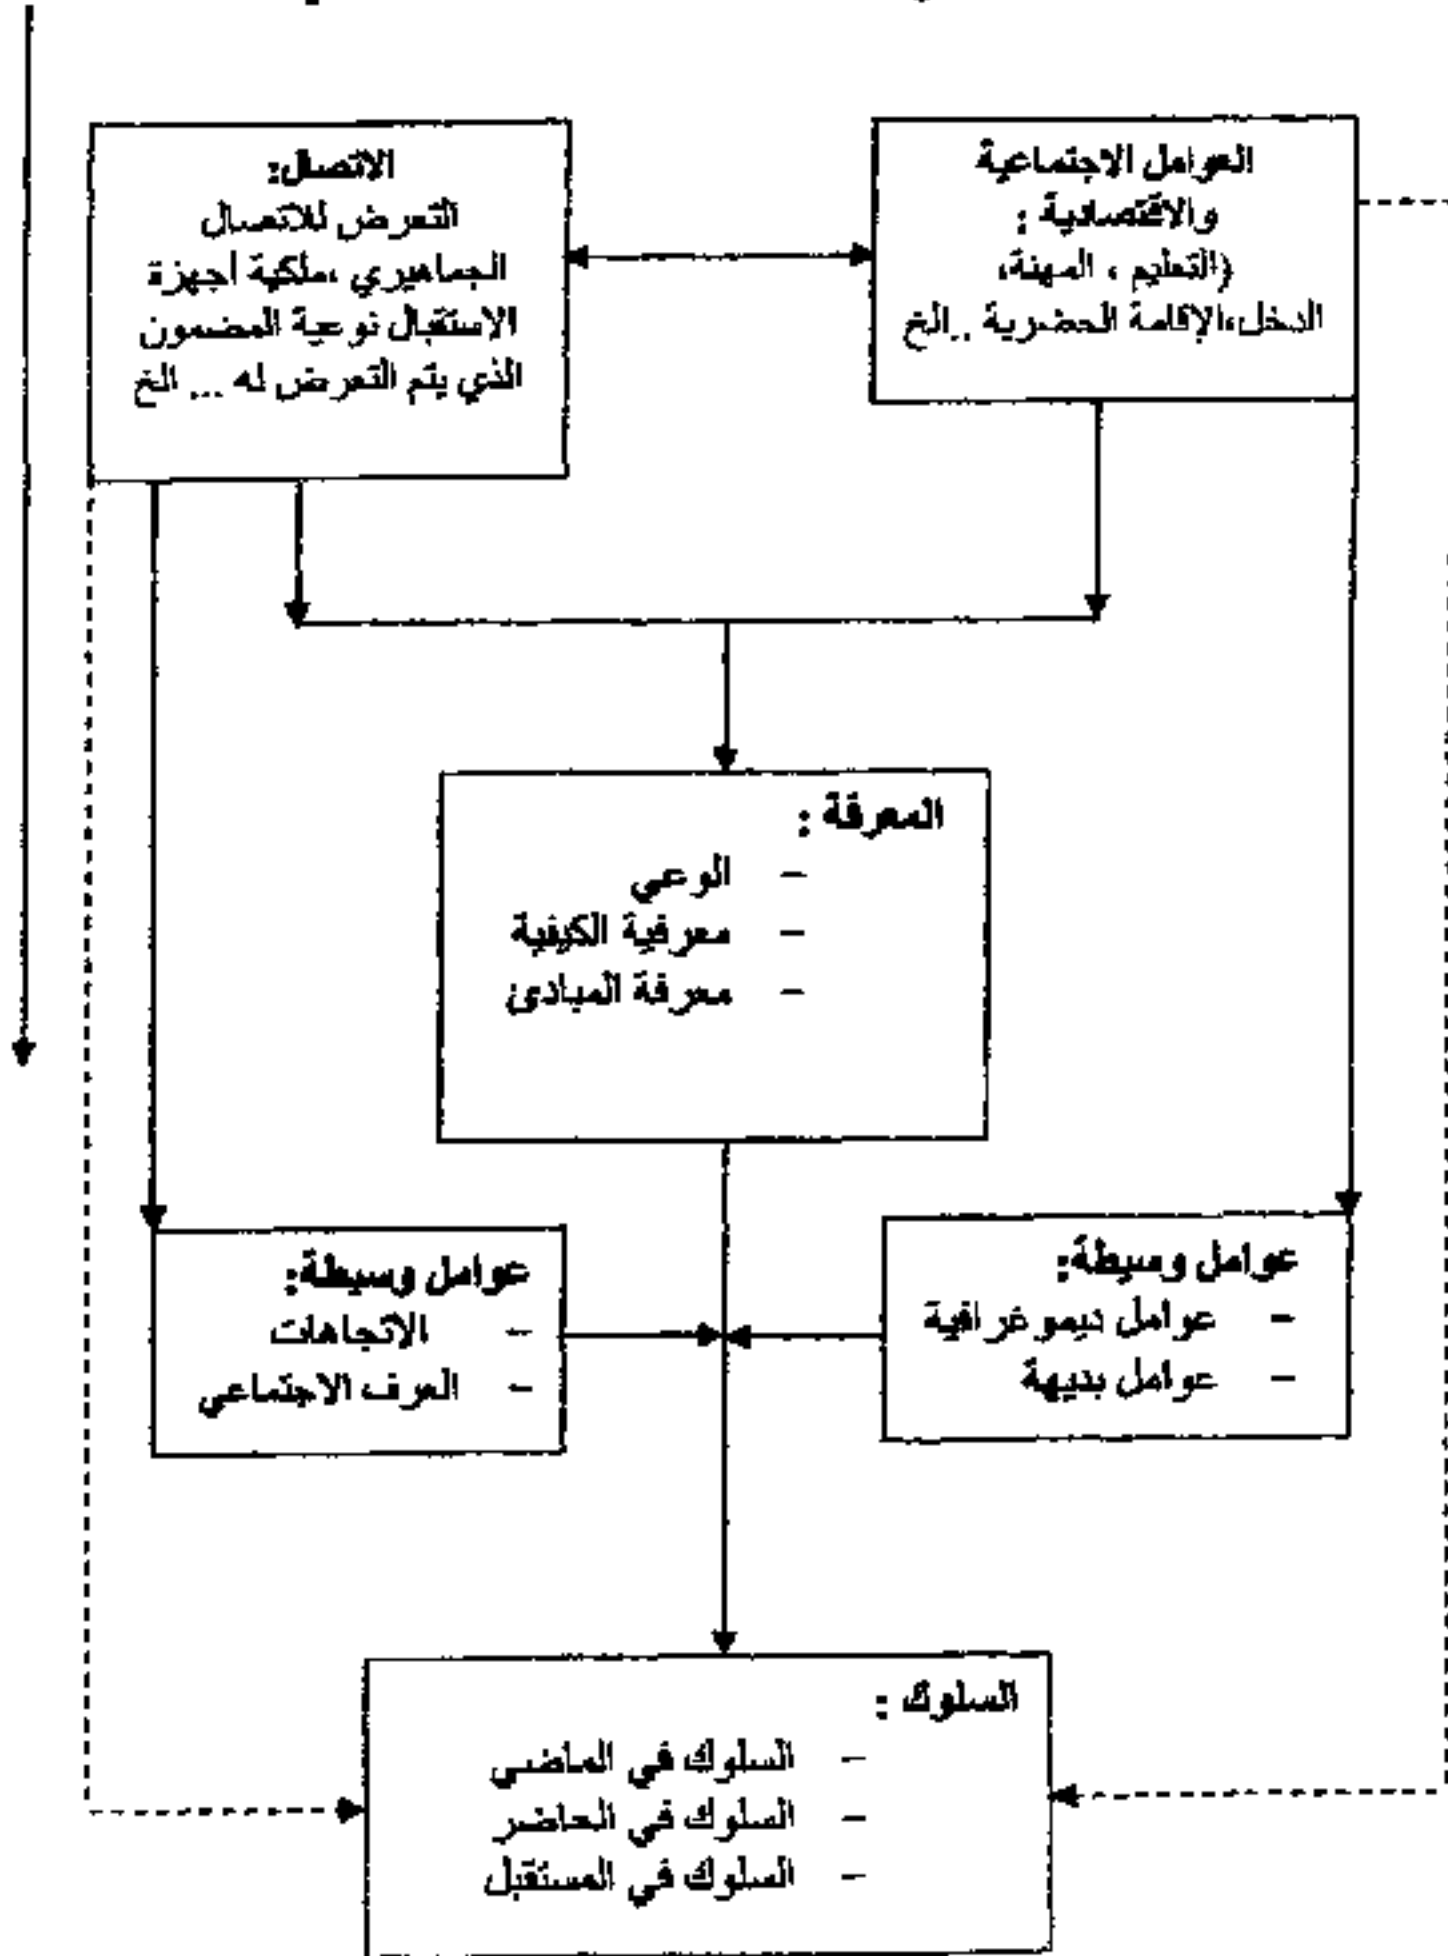 العوامل الاجتماعية
والاقتصادية :
(التعليم ، المهنة،
الدخل،الإقامة الحضرية ..الخ
الاتصال:
التعرض للاتصال
الجماهيري ،ملكية أجهزة
الاستقبال نوعية المضمون
الذي يتم التعرض له ... الخ
المعرفة :
– الوعي
– معرفية الكيفية
– معرفة المبادئ
عوامل وسيطة:
– عوامل ديموغرافية
– عوامل بديهة
عوامل وسيطة:
– الاتجاهات
– العرف الاجتماعي
السلوك :
– السلوك في الماضي
– السلوك في الحاضر
– السلوك في المستقبل